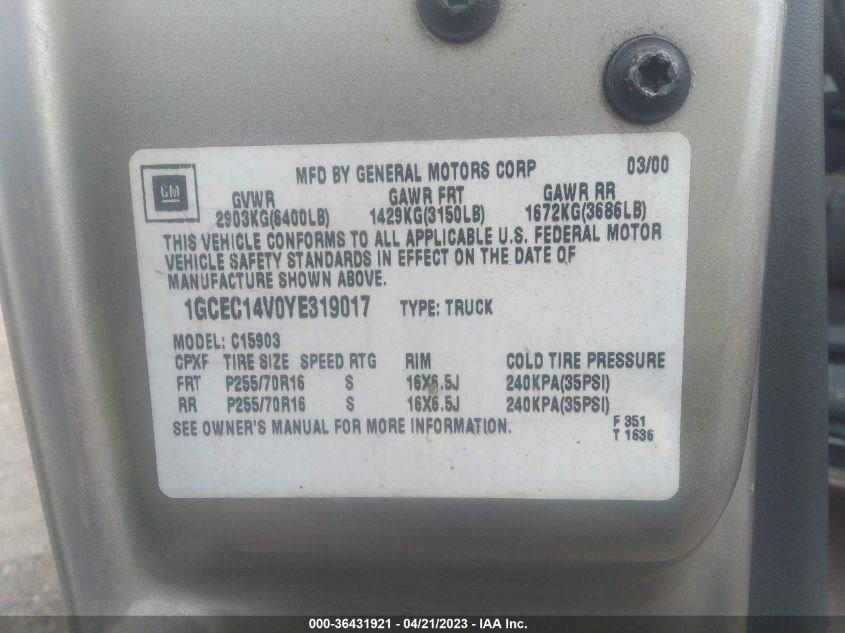 GM
MFD BY GENERAL MOTORS CORP 03/00
GVWR GAWR FRT GAWR RR
2903KG(6400LB) 1429KG(3150LB) 1672KG(3686LB)
THIS VEHICLE CONFORMS TO ALL APPLICABLE U.S. FEDERAL MOTOR
VEHICLE SAFETY STANDARDS IN EFFECT ON THE DATE OF
MANUFACTURE SHOWN ABOVE.
1GCEC14V0YE319017 TYPE: TRUCK
MODEL: C15903
CPXF TIRE SIZE SPEED RTG RIM COLD TIRE PRESSURE
FRT P255/70R16 S 16X6.5J 240KPA(35PSI)
RR P255/70R16 S 16X6.5J 240KPA(35PSI)
SEE OWNER'S MANUAL FOR MORE INFORMATION.
F 351
T 1636
000-36431921 - 04/21/2023 - IAA Inc.